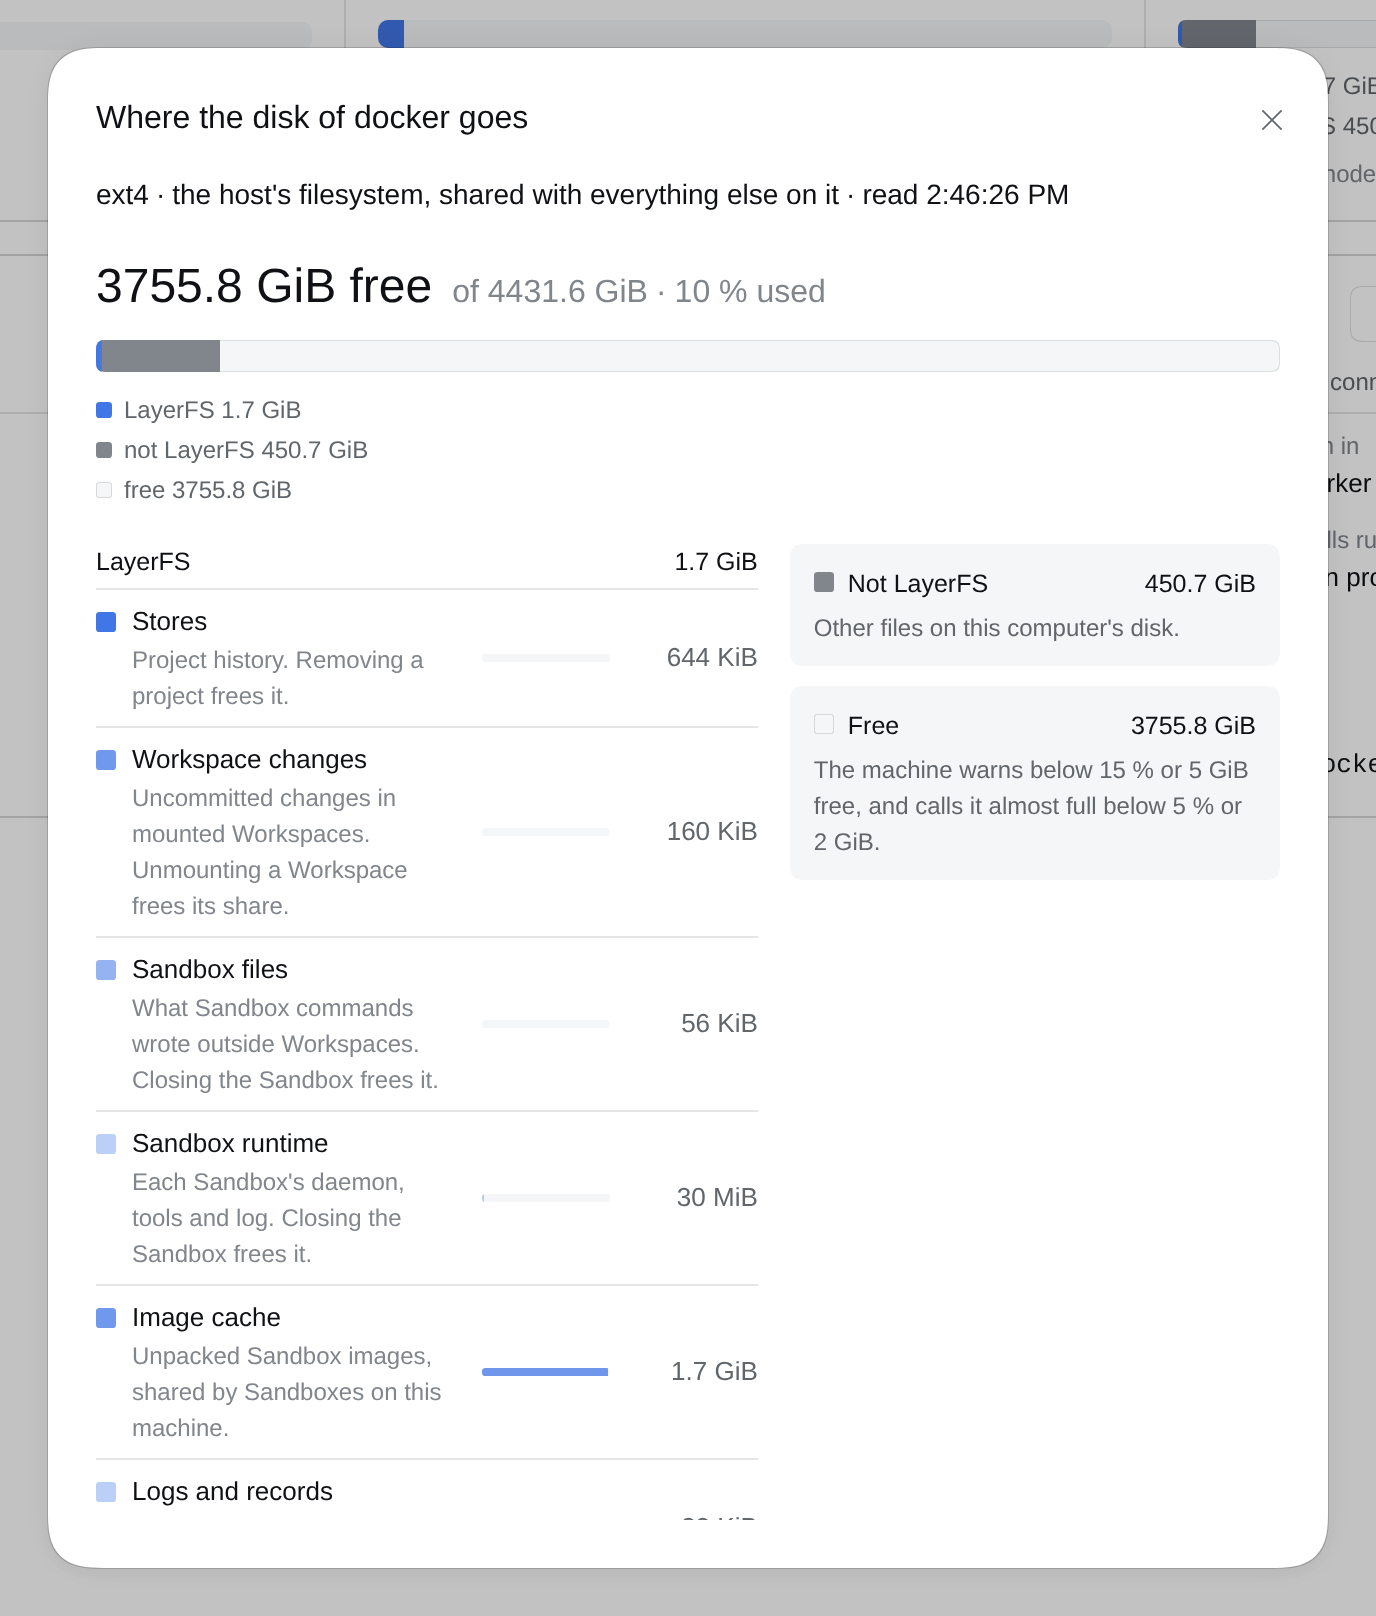 Where the disk of docker goes
ext4 · the host's filesystem, shared with everything else on it · read 2:46:26 PM
3755.8 GiB free of 4431.6 GiB · 10 % used
LayerFS 1.7 GiB
not LayerFS 450.7 GiB
free 3755.8 GiB
LayerFS 1.7 GiB
Stores
Project history. Removing a
project frees it.
644 KiB
Workspace changes
Uncommitted changes in
mounted Workspaces.
Unmounting a Workspace
frees its share.
160 KiB
Sandbox files
What Sandbox commands
wrote outside Workspaces.
Closing the Sandbox frees it.
56 KiB
Sandbox runtime
Each Sandbox's daemon,
tools and log. Closing the
Sandbox frees it.
30 MiB
Image cache
Unpacked Sandbox images,
shared by Sandboxes on this
machine.
1.7 GiB
Logs and records
Not LayerFS 450.7 GiB
Other files on this computer's disk.
Free 3755.8 GiB
The machine warns below 15 % or 5 GiB
free, and calls it almost full below 5 % or
2 GiB.